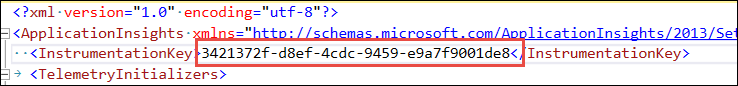 <?xml version="1.0" encoding="utf-8"?>
<ApplicationInsights xmlns="http://schemas.microsoft.com/ApplicationInsights/2013/Set
<InstrumentationKey>3421372f-d8ef-4cdc-9459-e9a7f9001de8</InstrumentationKey>
<TelemetryInitializers>